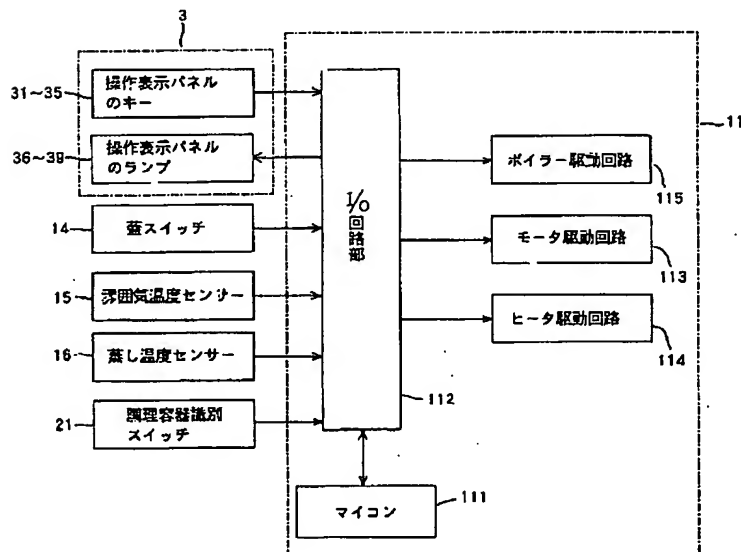 3
31~35
操作表示パネル
のキー
36~39
操作表示パネル
のランプ
14
蓋スイッチ
15
雰囲気温度センサー
16
蒸し温度センサー
21
調理容器識別
スイッチ
I/O
回路部
112
マイコン
111
11
ボイラー駆動回路
115
モータ駆動回路
113
ヒータ駆動回路
114